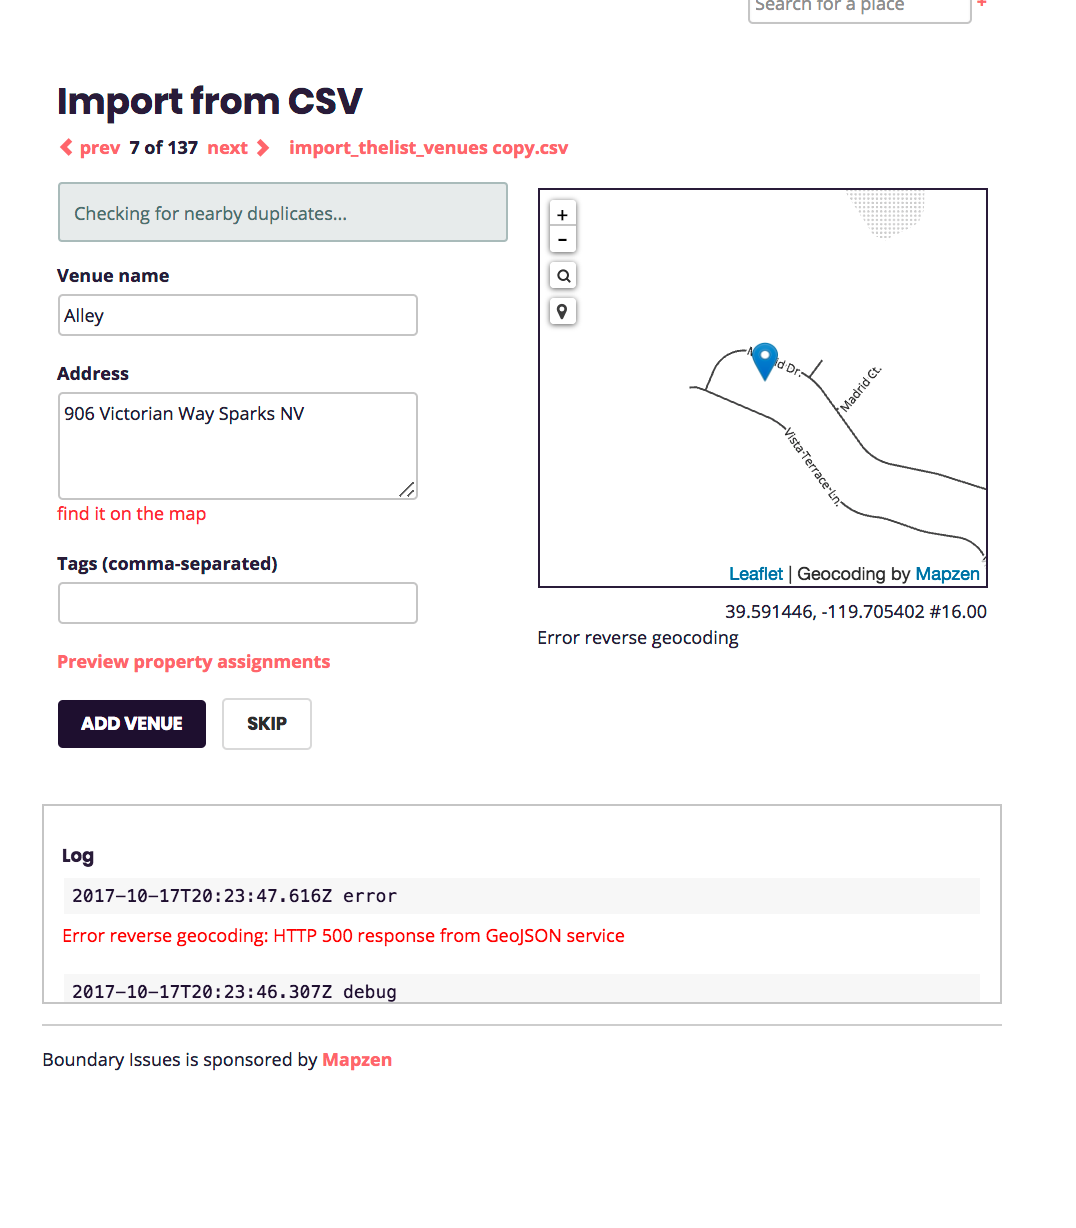 Search for a place
+
Import from CSV
prev 7 of 137 next import_thelist_venues copy.csv
Checking for nearby duplicates...
Venue name
Alley
Address
906 Victorian Way Sparks NV
find it on the map
Tags (comma-separated)
Preview property assignments
ADD VENUE SKIP
+
-
Madrid Ct.
Vista Terrace Ln.
Leaflet | Geocoding by Mapzen
39.591446, -119.705402 #16.00
Error reverse geocoding
Log
2017-10-17T20:23:47.616Z error
Error reverse geocoding: HTTP 500 response from GeoJSON service
2017-10-17T20:23:46.307Z debug
Boundary Issues is sponsored by Mapzen